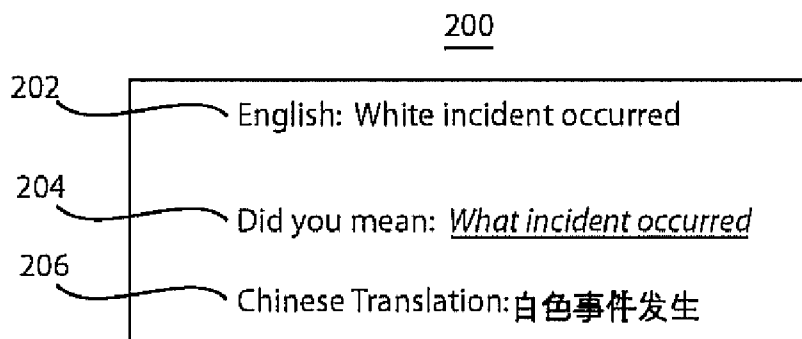 200
202
English: White incident occurred
204
Did you mean: What incident occurred
206
Chinese Translation:白色事件发生